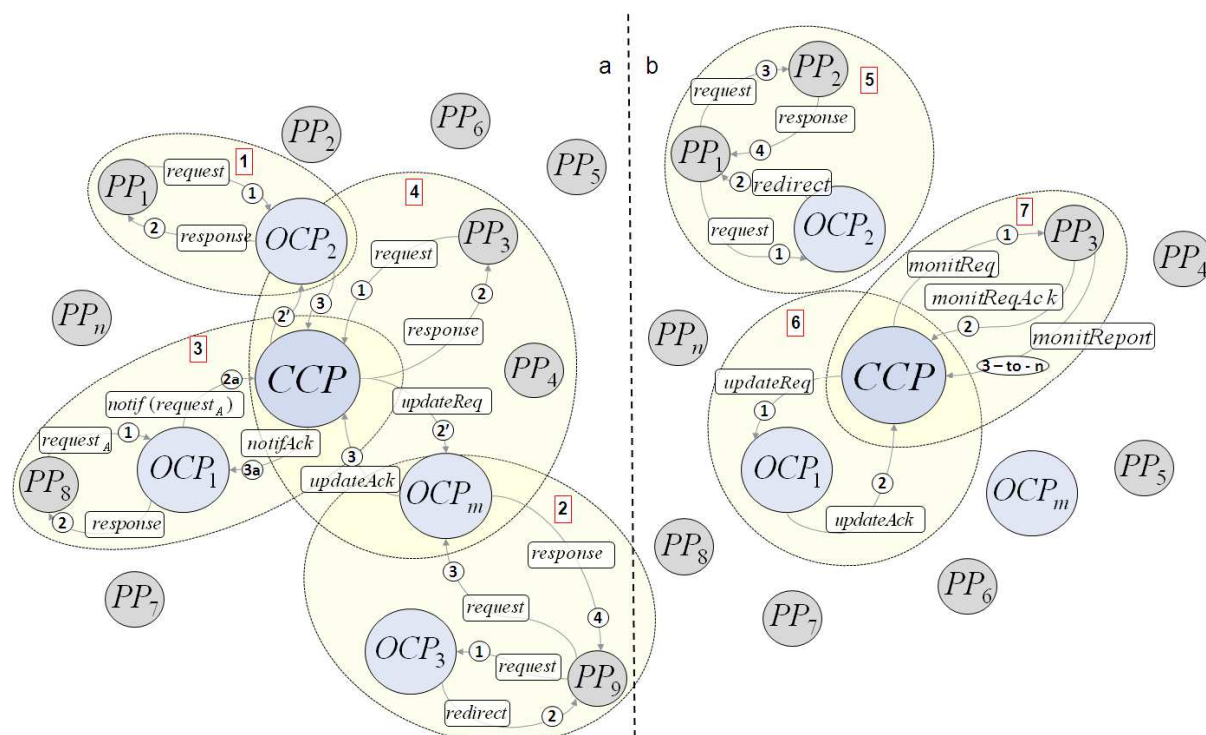 a
b
PP2
PP6
PP5
1
PP1
request
1
2
response
OCP2
4
PP3
request
1
2
response
2'
3
PPn
3
CCP
PP4
2a
notif (requestA)
requestA
1
OCP1
notifAck
3a
PP8
2
response
updateReq
2'
3
updateAck
OCPm
2
response
3
request
4
OCP3
1
request
PP9
redirect
2
PP7
5
3
PP2
request
response
PP1
4
2
redirect
request
OCP2
1
7
1
PP3
monitReq
monitReqAck
2
monitReport
3 – to - n
PP4
PPn
6
CCP
updateReq
1
OCP1
2
updateAck
OCPm
PP5
PP8
PP6
PP7